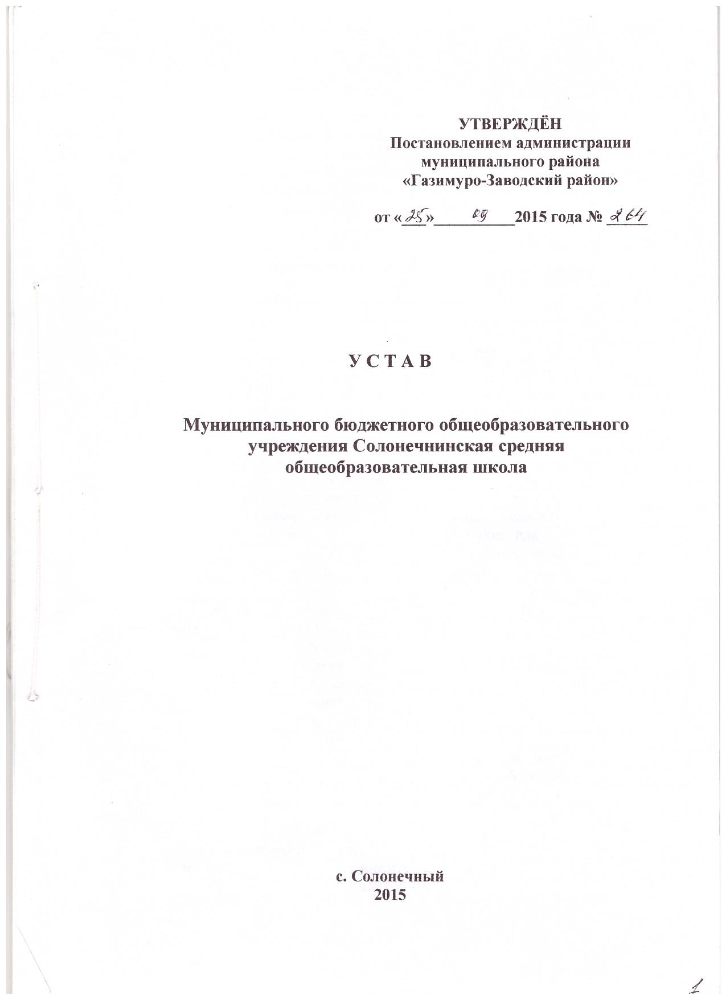 УТВЕРЖДЁН
Постановлением администрации
муниципального района
«Газимуро-Заводский район»
от «25» 09 2015 года № 264
У С Т А В
Муниципального бюджетного общеобразовательного
учреждения Солонечнинская средняя
общеобразовательная школа
с. Солонечный
2015
1